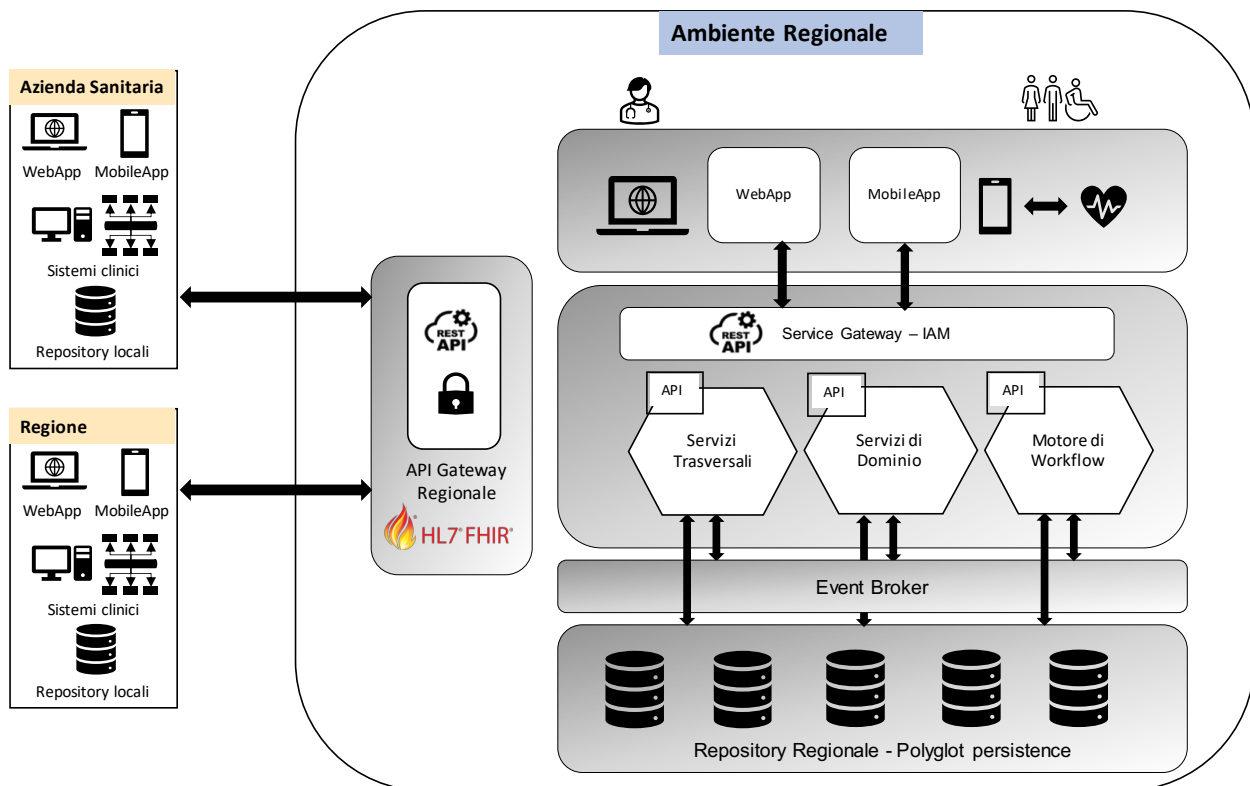 Ambiente Regionale
Azienda Sanitaria
WebApp
MobileApp
Sistemi clinici
Repository locali
Regione
WebApp
MobileApp
Sistemi clinici
Repository locali
REST
API
API Gateway
Regionale
HL7® FHIR®
WebApp
MobileApp
REST
API
Service Gateway – IAM
API
Servizi
Trasversali
API
Servizi di
Dominio
API
Motore di
Workflow
Event Broker
Repository Regionale - Polyglot persistence